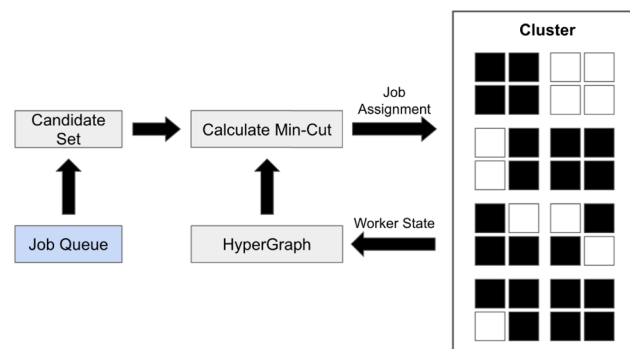 Cluster
Job
Assignment
Candidate
Set
Calculate Min-Cut
Worker State
Job Queue
HyperGraph